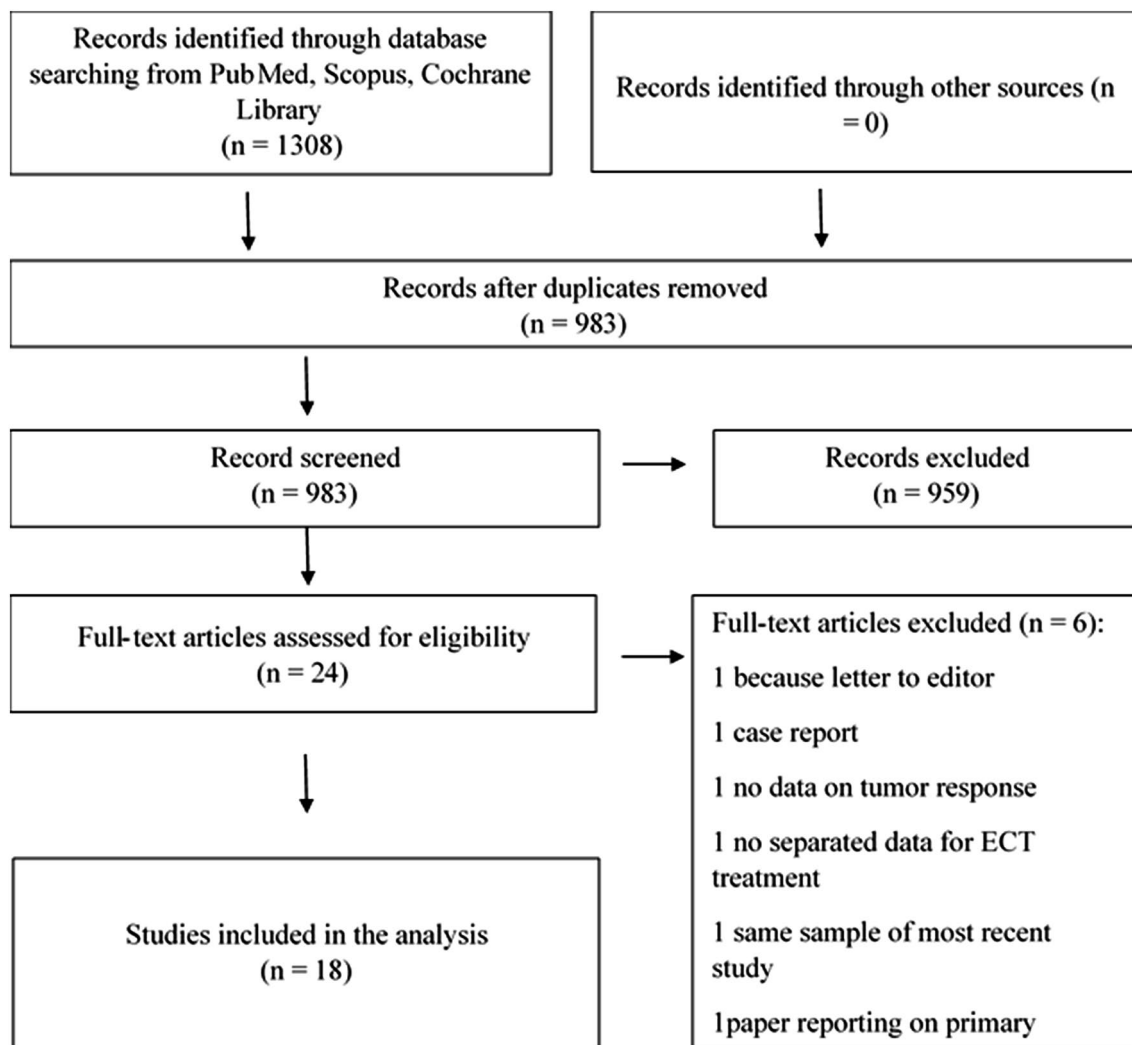 Records identified through database
searching from PubMed, Scopus, Cochrane
Library
(n = 1308)
Records identified through other sources (n
= 0)
Records after duplicates removed
(n = 983)
Record screened
(n = 983)
Records excluded
(n = 959)
Full-text articles assessed for eligibility
(n = 24)
Full-text articles excluded (n = 6):
1 because letter to editor
1 case report
1 no data on tumor response
1 no separated data for ECT
treatment
1 same sample of most recent
study
1paper reporting on primary
Studies included in the analysis
(n = 18)